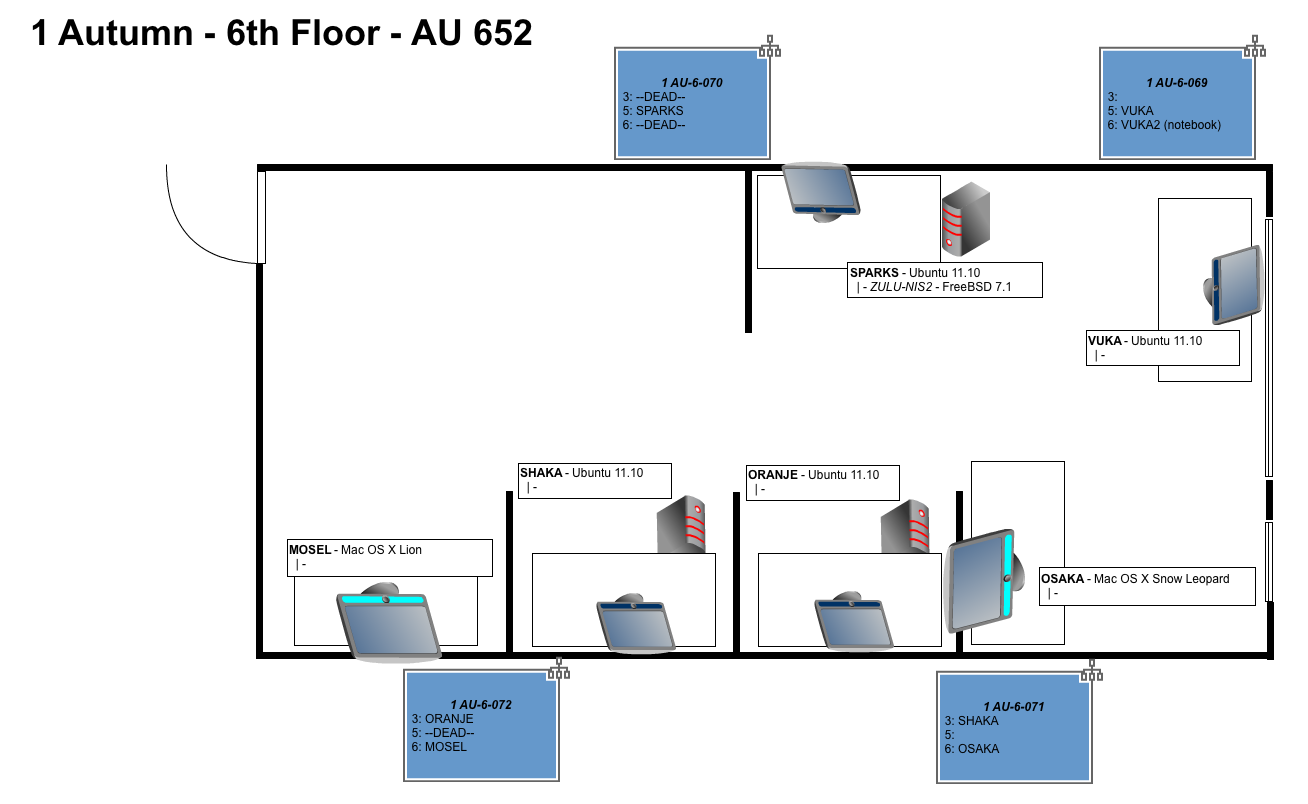 1 Autumn - 6th Floor - AU 652
1 AU-6-070
3: --DEAD--
5: SPARKS
6: --DEAD--
1 AU-6-069
3:
5: VUKA
6: VUKA2 (notebook)
SPARKS - Ubuntu 11.10
|- ZULU-NIS2 - FreeBSD 7.1
VUKA - Ubuntu 11.10
|-
SHAKA - Ubuntu 11.10
|-
ORANJE - Ubuntu 11.10
|-
MOSEL - Mac OS X Lion
|-
OSAKA - Mac OS X Snow Leopard
|-
1 AU-6-072
3: ORANJE
5: --DEAD--
6: MOSEL
1 AU-6-071
3: SHAKA
5:
6: OSAKA